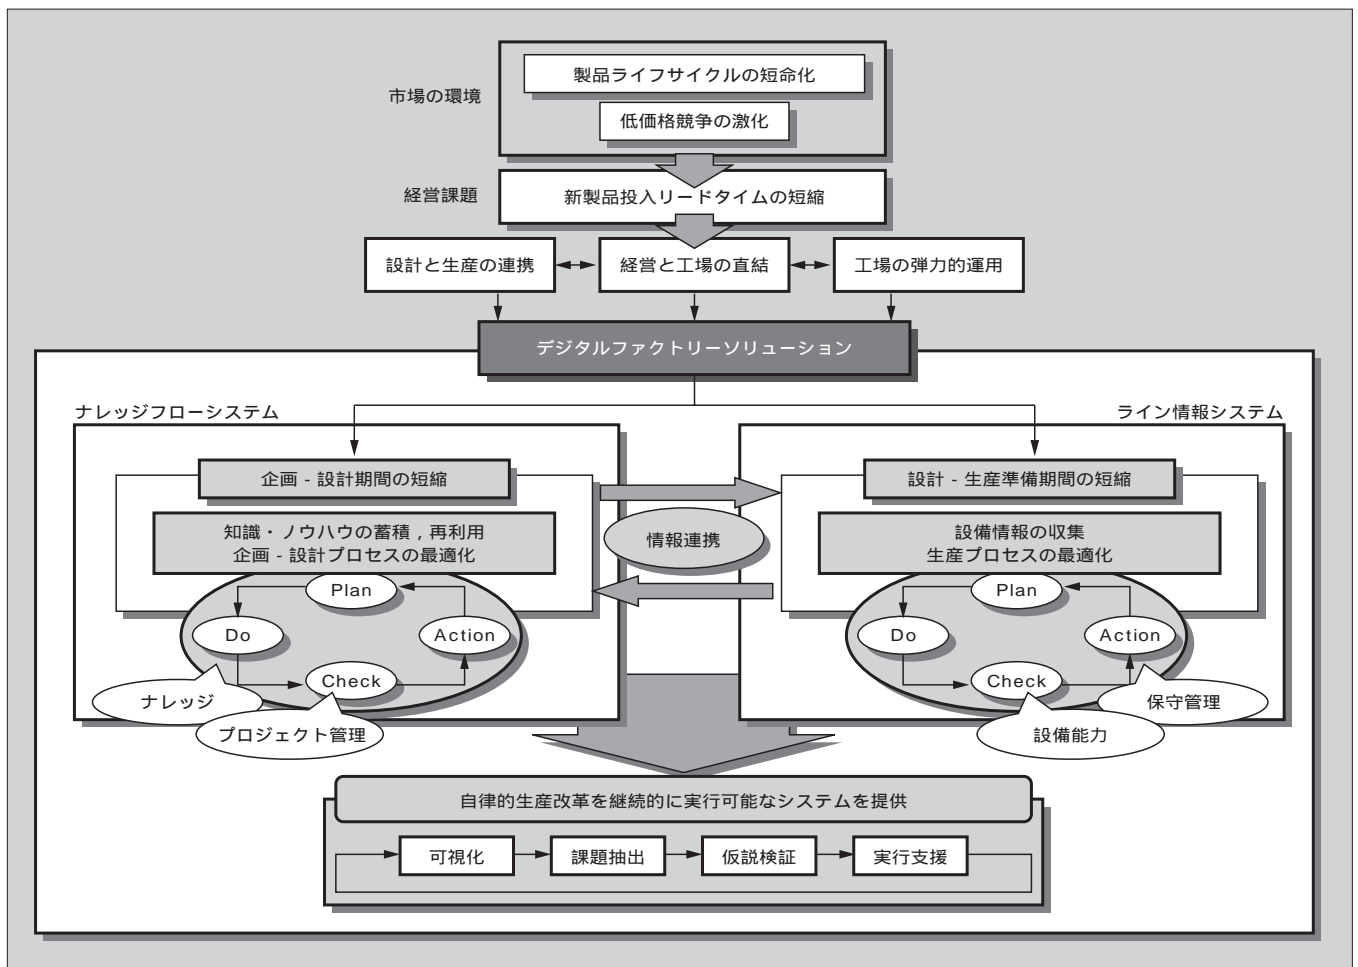 製品ライフサイクルの短命化
市場の環境
低価格競争の激化
経営課題
新製品投入リードタイムの短縮
設計と生産の連携
経営と工場の直結
工場の弾力的運用
デジタルファクトリーソリューション
ナレッジフローシステム
ライン情報システム
企画 - 設計期間の短縮
知識・ノウハウの蓄積，再利用
企画 - 設計プロセスの最適化
Plan
Do
Action
Check
ナレッジ
プロジェクト管理
情報連携
設計 - 生産準備期間の短縮
設備情報の収集
生産プロセスの最適化
Plan
Do
Action
Check
保守管理
設備能力
自律的生産改革を継続的に実行可能なシステムを提供
可視化
課題抽出
仮説検証
実行支援